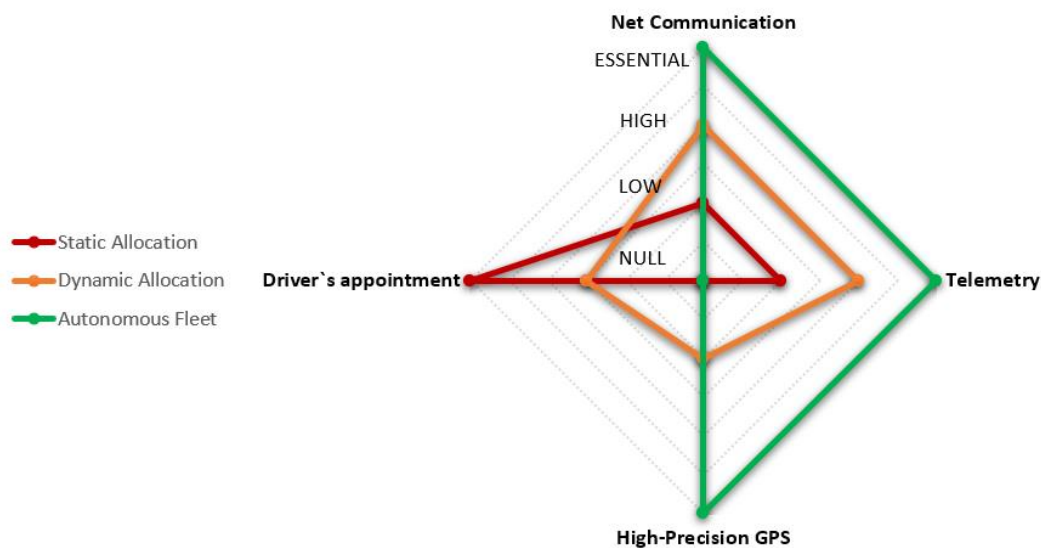 Net Communication
ESSENTIAL
HIGH
LOW
NULL
Static Allocation
Dynamic Allocation
Autonomous Fleet
Driver`s appointment
Telemetry
High-Precision GPS